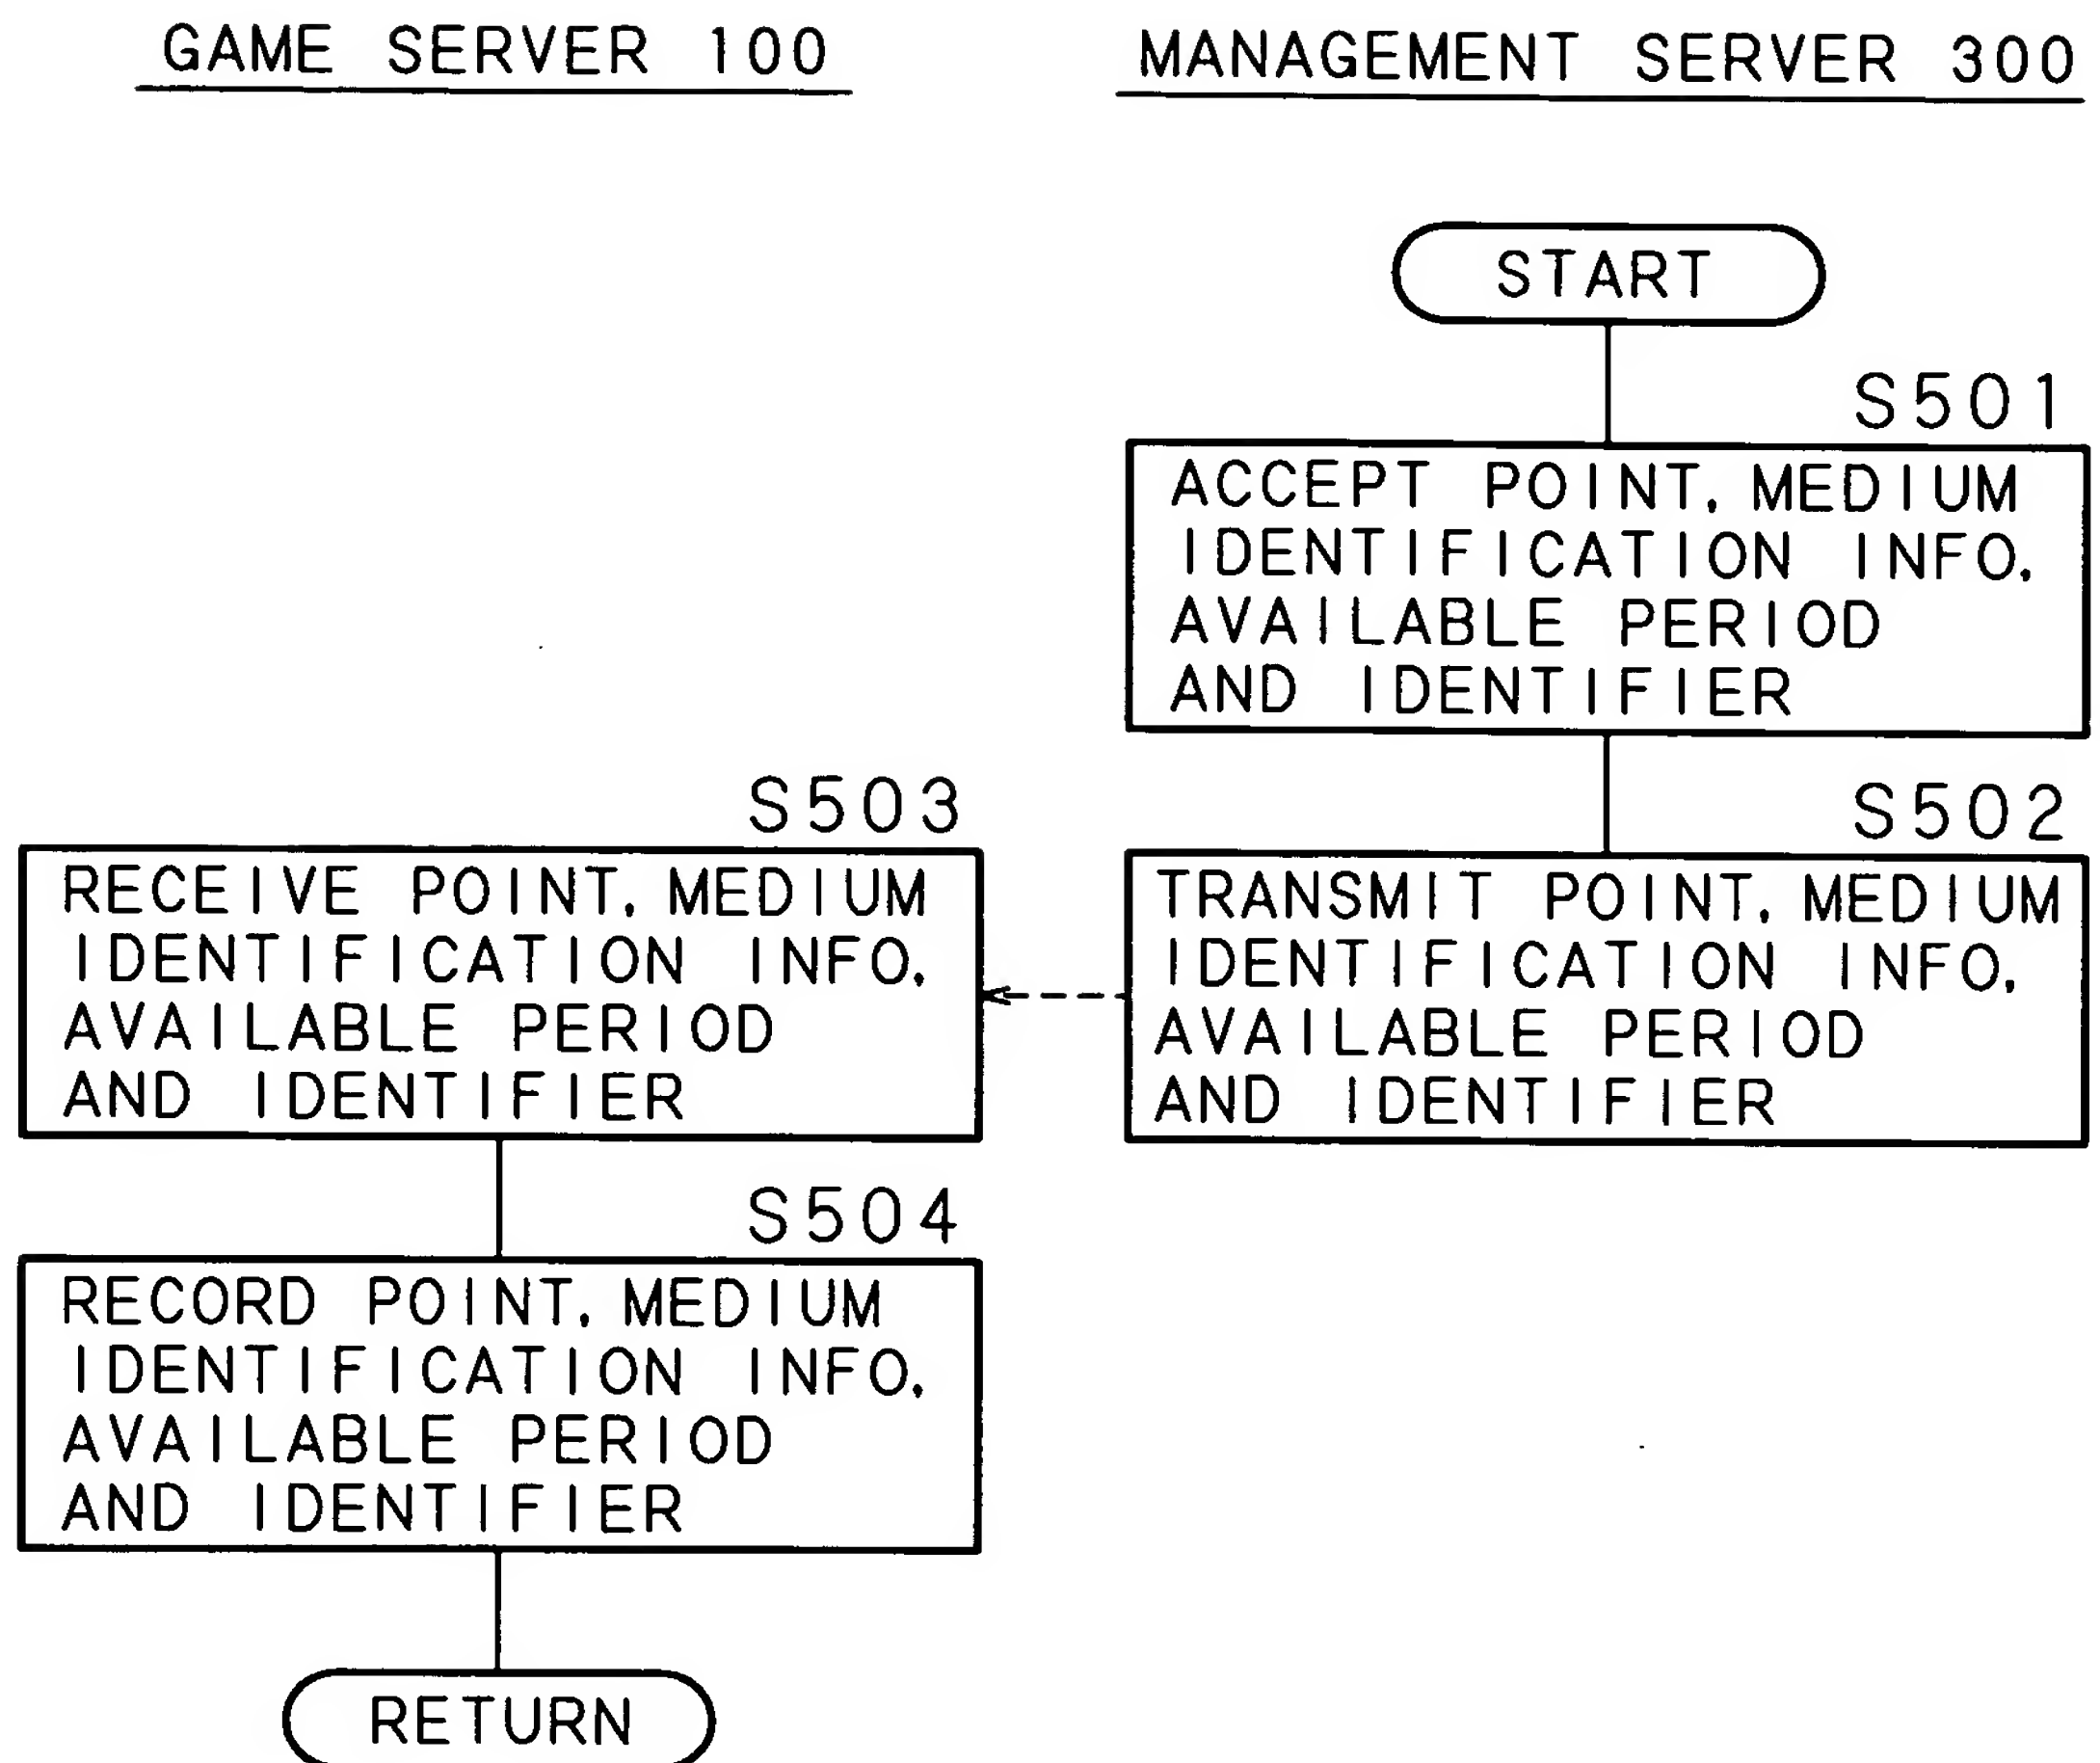 GAME SERVER 100
MANAGEMENT SERVER 300
START
S501
ACCEPT POINT, MEDIUM
IDENTIFICATION INFO,
AVAILABLE PERIOD
AND IDENTIFIER
S502
TRANSMIT POINT, MEDIUM
IDENTIFICATION INFO,
AVAILABLE PERIOD
AND IDENTIFIER
S503
RECEIVE POINT, MEDIUM
IDENTIFICATION INFO,
AVAILABLE PERIOD
AND IDENTIFIER
S504
RECORD POINT, MEDIUM
IDENTIFICATION INFO,
AVAILABLE PERIOD
AND IDENTIFIER
RETURN